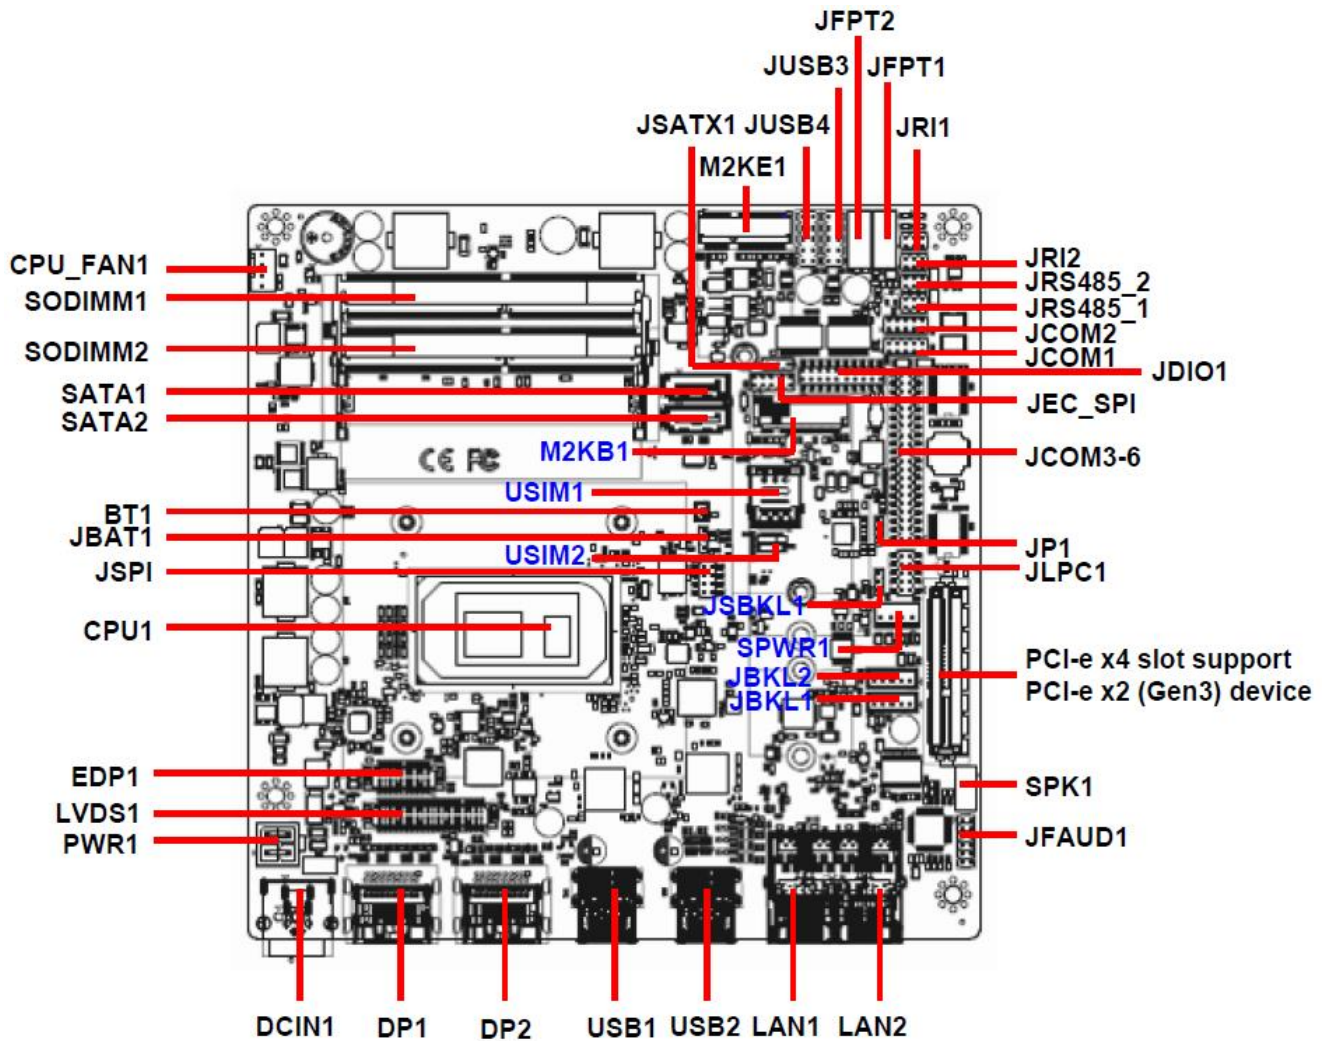 JFPT2
JUSB3 JFPT1
JSATX1 JUSB4 JRI1
M2KE1
CPU_FAN1
SODIMM1
SODIMM2
SATA1
SATA2
BT1
JBAT1
JSPI
CPU1
EDP1
LVDS1
PWR1
M2KB1
USIM1
USIM2
JSBKL1
SPWR1
JBKL2
JBKL1
CE FC
JRI2
JRS485_2
JRS485_1
JCOM2
JCOM1
JDIO1
JEC_SPI
JCOM3-6
JP1
JLPC1
PCI-e x4 slot support
PCI-e x2 (Gen3) device
SPK1
JFAUD1
DCIN1 DP1 DP2 USB1 USB2 LAN1 LAN2